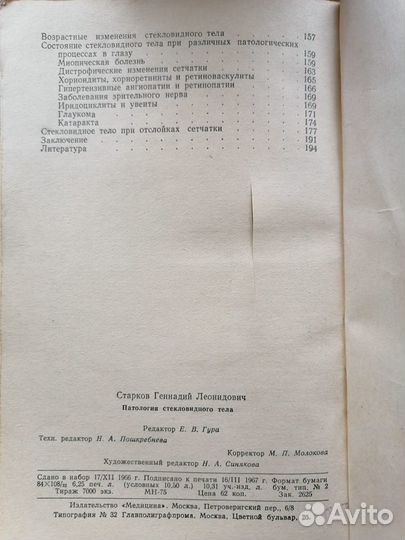 Возрастные изменения стекловидного тела . . . . . . 157
Состояние стекловидного тела при различных патологических
процессах в глазу . . . . . . 159
Миопическая болезнь . . . . . . 159
Дистрофические изменения сетчатки . . . . . . 163
Хориоидиты, хориоретиниты и ретиноваскулиты . . . . 165
Гипертензивные ангиопатии и ретинопатии . . . . 166
Заболевания зрительного нерва . . . . . . 169
Иридоциклиты и увеиты . . . . . . 169
Глаукома . . . . . . 171
Катаракта . . . . . . 174
Стекловидное тело при отслойках сетчатки . . . . . . 177
Заключение . . . . . . 191
Литература . . . . . . 194
Старков Геннадий Леонидович
Патология стекловидного тела
Редактор Е. В. Гура
Техн. редактор Н. А. Пошкребнева
Корректор М. П. Молокова
Художественный редактор Н. А. Синякова
Сдано в набор 17/XII 1966 г. Подписано к печати 16/III 1967 г. Формат бумаги
84×108/32 6,25 печ. л. (условных 10,50 л.) 10,31 уч.-изд. л. бум. тип. № 2
Тираж 7000 экз. МН-75 Цена 62 коп. Зак. 2625
Издательство «Медицина». Москва, Петроверигский пер., 6/8
Типография № 32 Главполиграфпрома. Москва, Цветной бульвар,
Avito